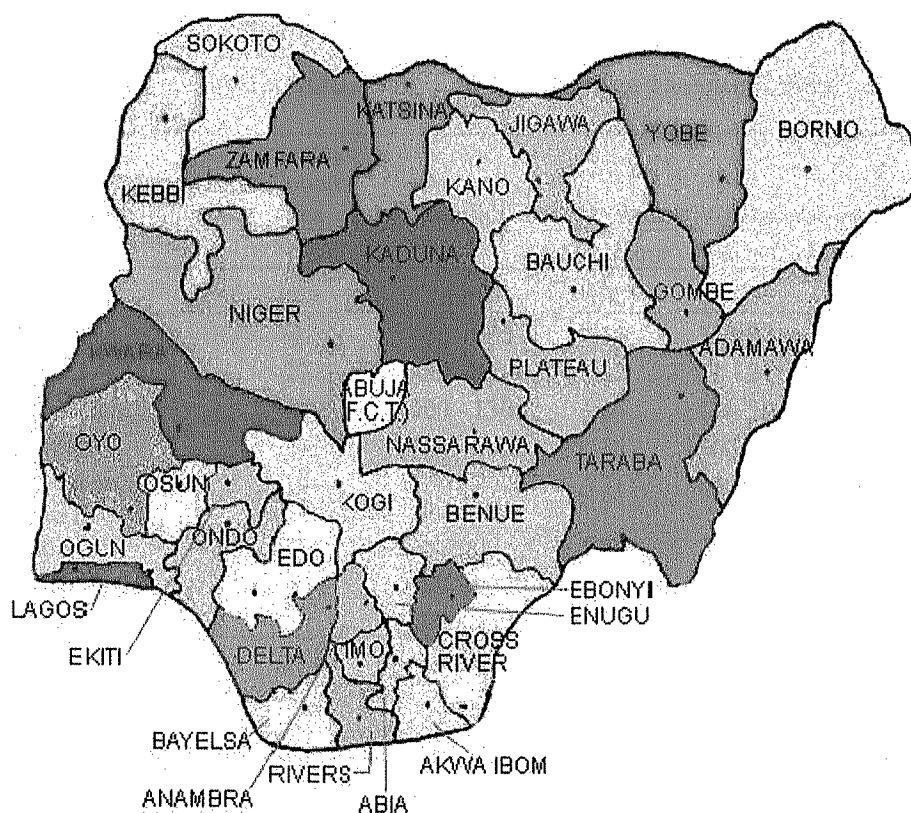 SOKOTO
KATSINA
JIGAWA
YOBE
BORNO
ZAMFARA
KEBB
KANO
KADUNA
BAUCHI
GOMBE
NIGER
ADAMAWA
PLATEAU
ABUJA
(F.C.T.)
NASSARAWA
OYO
TARABA
OSUN
KOGI
BENUE
ONDO
OGUN
EDO
EBONYI
LAGOS
ENUGU
CROSS
RIVER
EKITI
DELTA
IMO
BAYELSA
RIVERS
AKWA IBOM
ANAMBRA
ABIA